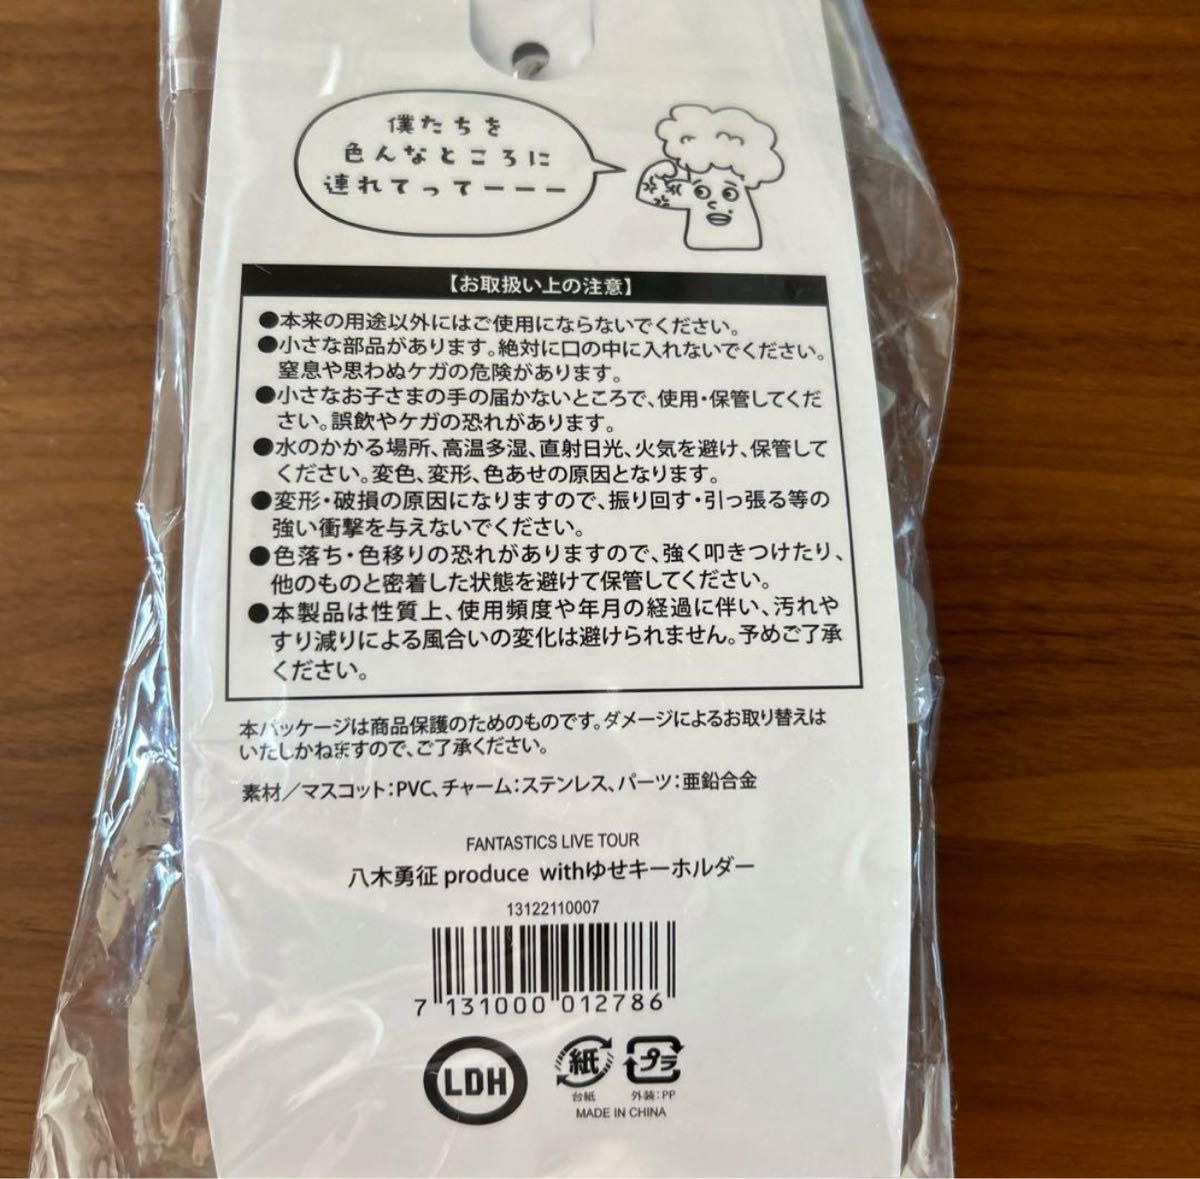 僕たちを
色んなところに
連れてってーーー
【お取扱い上の注意】
●本来の用途以外にはご使用にならないでください。
●小さな部品があります。絶対に口の中に入れないでください。
窒息や思わぬケガの危険があります。
●小さなお子さまの手の届かないところで、使用・保管してくだ
さい。誤飲やケガの恐れがあります。
●水のかかる場所、高温多湿、直射日光、火気を避け、保管して
ください。変色、変形、色あせの原因となります。
●変形・破損の原因になりますので、振り回す・引っ張る等の
強い衝撃を与えないでください。
●色落ち・色移りの恐れがありますので、強く叩きつけたり、
他のものと密着した状態を避けて保管してください。
●本製品は性質上、使用頻度や年月の経過に伴い、汚れや
すり減りによる風合いの変化は避けられません。予めご了承
ください。
本パッケージは商品保護のためのものです。ダメージによるお取り替えは
いたしかねますので、ご了承ください。
素材／マスコット：PVC、チャーム：ステンレス、パーツ：亜鉛合金
FANTASTICS LIVE TOUR
八木勇征 produce withゆせキーホルダー
13122110007
7 131000 012786
LDH
紙 プラ
台紙 外装：PP
MADE IN CHINA